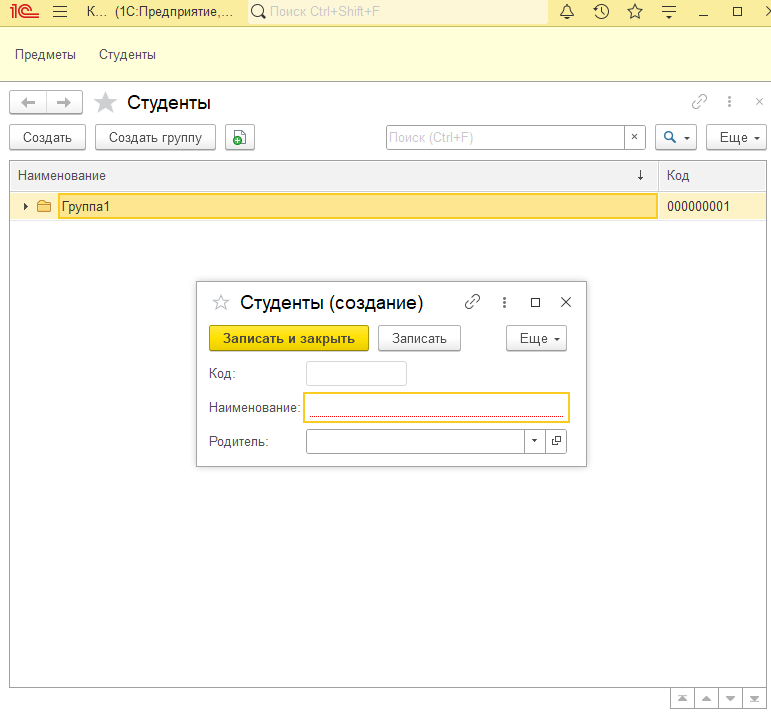 1С К... (1С:Предприятие,... Поиск Ctrl+Shift+F
Предметы Студенты
Студенты
Создать Создать группу Поиск (Ctrl+F) × Еще
Наименование ↓ Код
Группа1 000000001
Студенты (создание)
Записать и закрыть Записать Еще
Код:
Наименование:
Родитель: